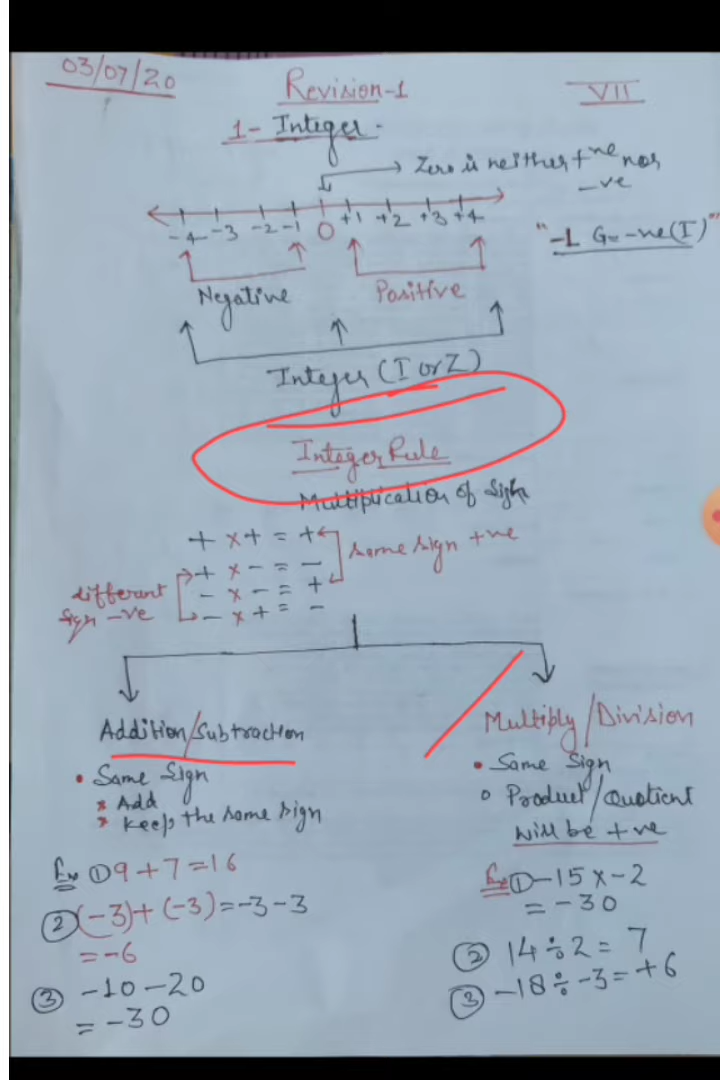 03/07/20
Revision-1
VII
1- Integer-
Zero is neither +ve nor
-ve
-4 -3 -2 -1 0 +1 +2 +3 +4
Negative
Positive
Integer (I or Z)
Integer Rule
Multiplication of Sign
+ x + = +
+ x - = -
- x - = +
- x + = -
same sign +ve
different
sign -ve
Addition/Subtraction
• Same Sign
* Add
* Keep the same sign
Ex ① 9 + 7 = 16
② (-3) + (-3) = -3 - 3
= -6
③ -10 - 20
= -30
Multiply/Division
• Same Sign
o Product/Quotient
will be +ve
Ex ① -15 x -2
= -30
② 14 ÷ 2 = 7
③ -18 ÷ -3 = +6